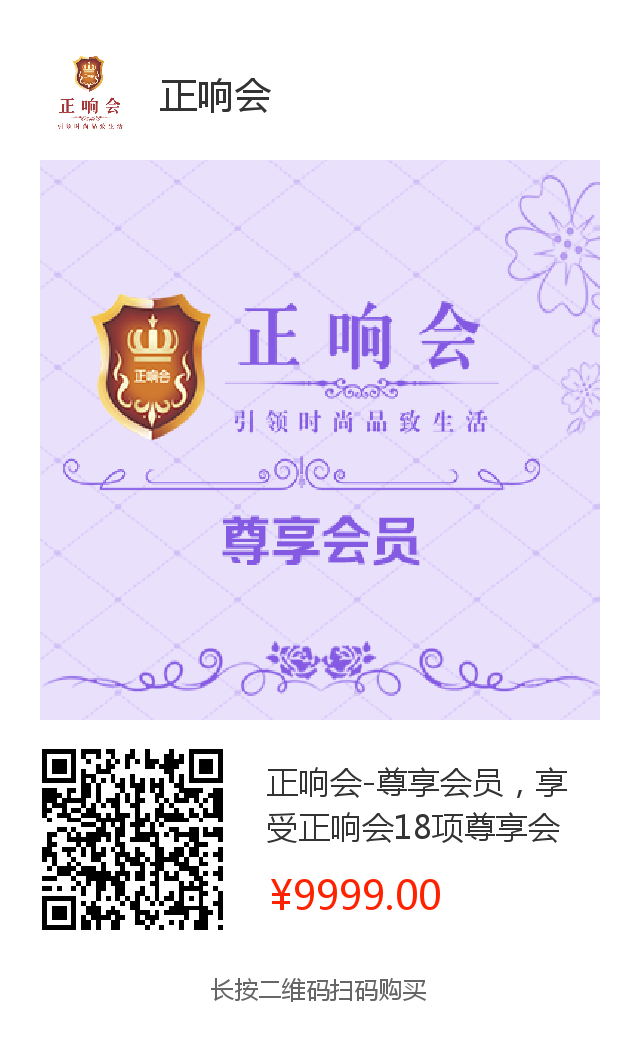 正响会
引领时尚品致生活
正响会
正响会
正响会
引领时尚品致生活
尊享会员
正响会-尊享会员，享
受正响会18项尊享会
¥9999.00
长按二维码扫码购买